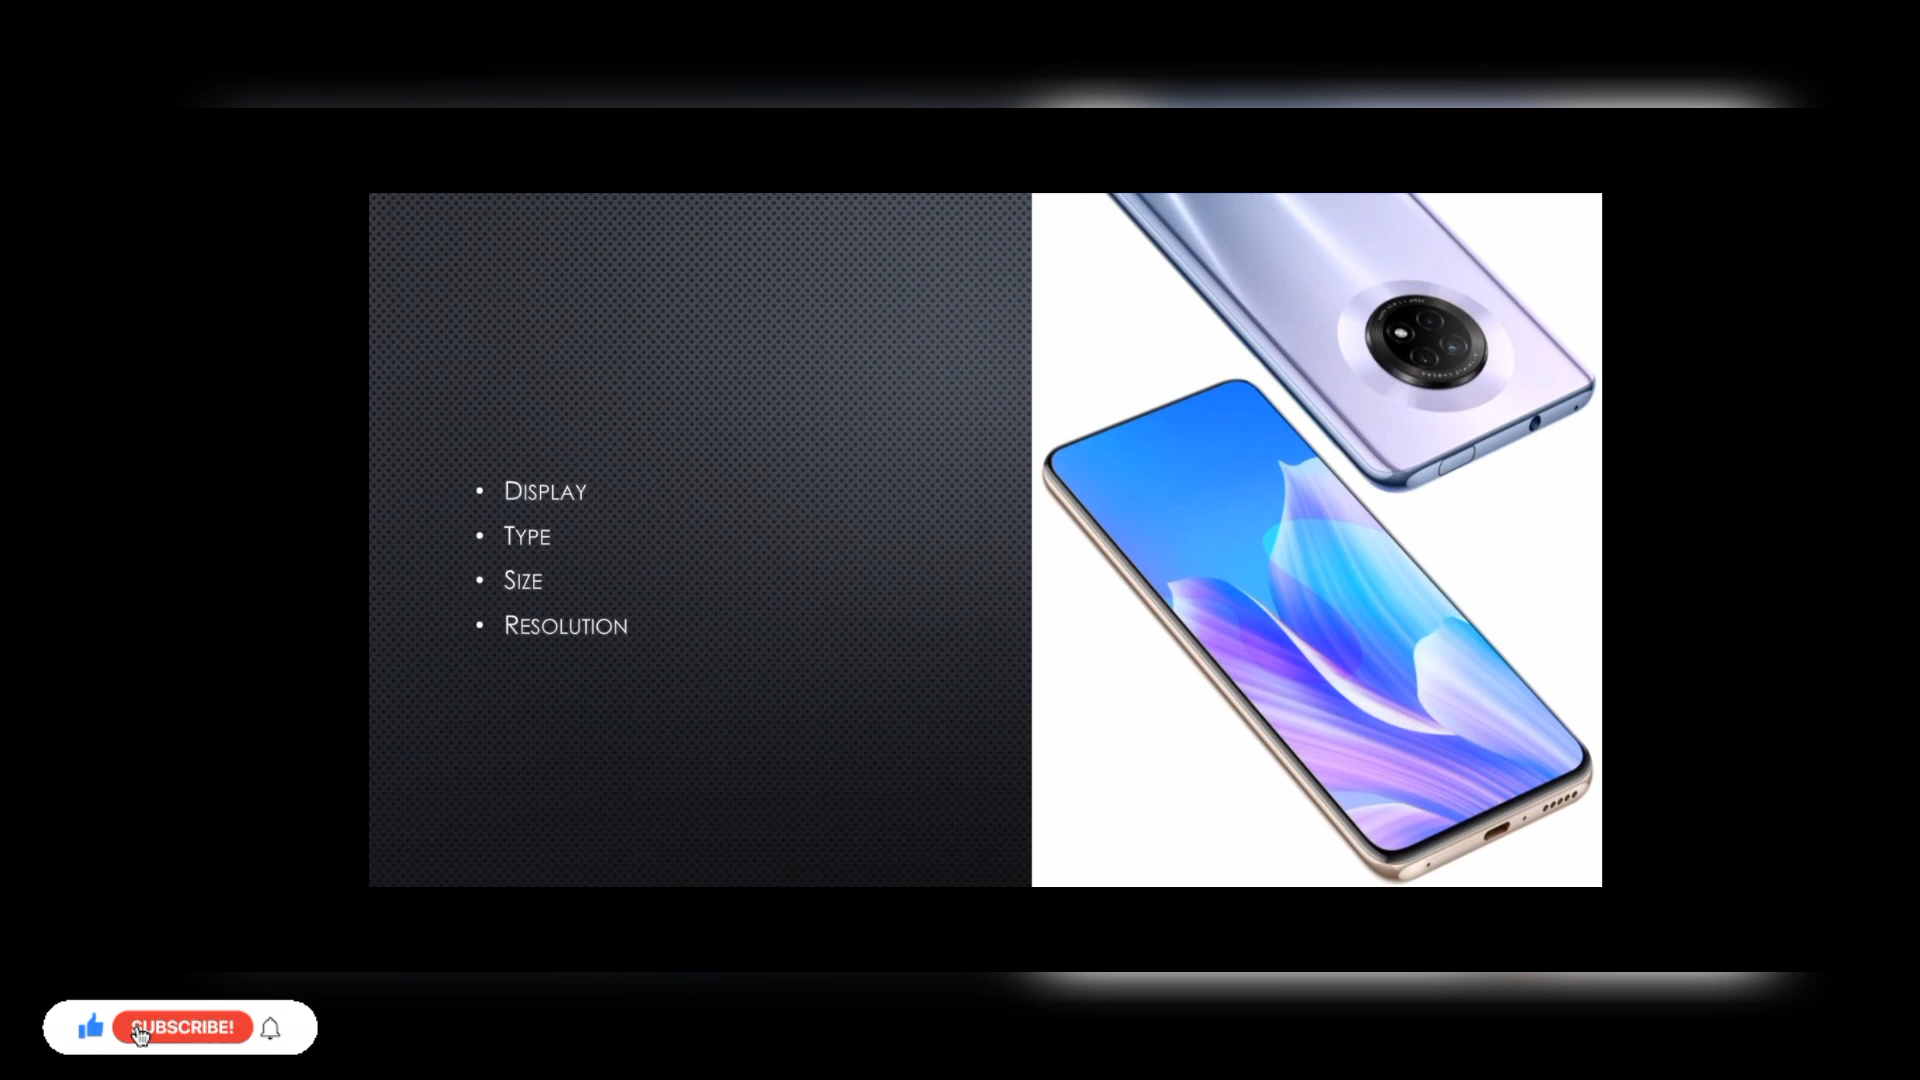 • Display
• Type
• Size
• Resolution
SUBSCRIBE!